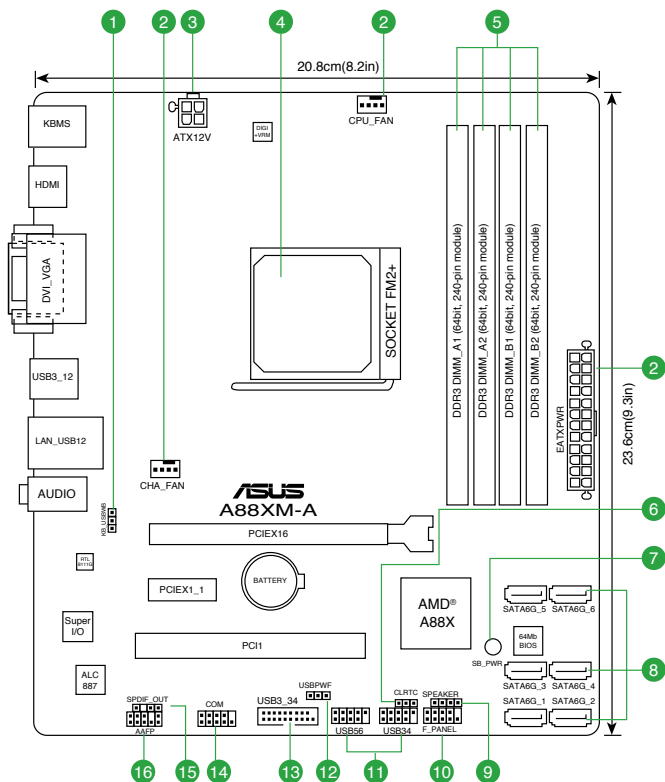 1
2
3
4
2
5
20.8cm(8.2in)
KBMS
ATX12V
DIGI
+VRM
CPU_FAN
HDMI
DVI_VGA
SOCKET FM2+
DDR3 DIMM_A1 (64bit, 240-pin module)
DDR3 DIMM_A2 (64bit, 240-pin module)
DDR3 DIMM_B1 (64bit, 240-pin module)
DDR3 DIMM_B2 (64bit, 240-pin module)
EATXPWR
2
23.6cm(9.3in)
USB3_12
LAN_USB12
CHA_FAN
AUDIO
KB_USBWB
ASUS
A88XM-A
6
PCIEX16
7
RTL
8111G
PCIEX1_1
BATTERY
AMD®
A88X
SATA6G_5
SATA6G_6
Super
I/O
PCI1
64Mb
BIOS
SB_PWR
8
ALC
887
SATA6G_3
SATA6G_4
USBPWF
CLRTC
SPEAKER
SPDIF_OUT
COM
USB3_34
SATA6G_1
SATA6G_2
AAFP
USB56
USB34
F_PANEL
16
15
14
13
12
11
10
9